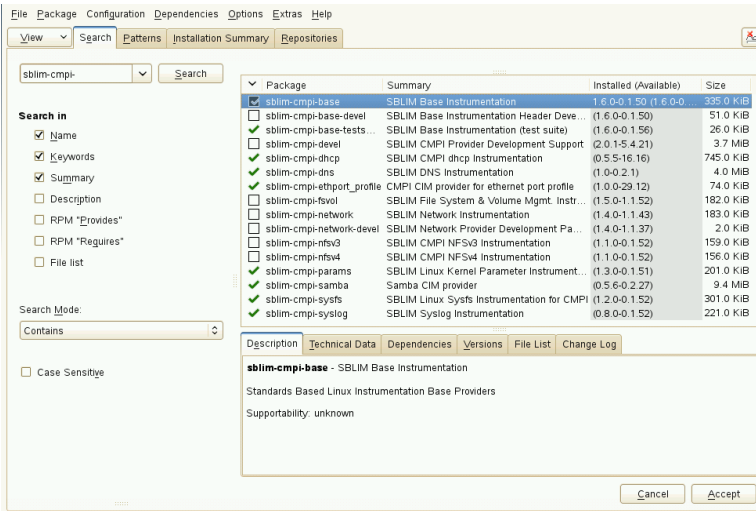 File Package Configuration Dependencies Options Extras Help
View Search Patterns Installation Summary Repositories
sblim-cmpi- Search
Search in
Name
Keywords
Summary
Description
RPM "Provides"
RPM "Requires"
File list
Search Mode:
Contains
Case Sensitive
Package Summary Installed (Available) Size
sblim-cmpi-base SBLIM Base Instrumentation 1.6.0-0.1.50 (1.6.0-0.... 335.0 KiB
sblim-cmpi-base-devel SBLIM Base Instrumentation Header Deve... (1.6.0-0.1.50) 51.0 KiB
sblim-cmpi-base-tests... SBLIM Base Instrumentation (test suite) (1.6.0-0.1.56) 26.0 KiB
sblim-cmpi-devel SBLIM CMPI Provider Development Support (2.0.1-5.4.21) 3.7 MiB
sblim-cmpi-dhcp SBLIM CMPI dhcp Instrumentation (0.5.5-16.16) 745.0 KiB
sblim-cmpi-dns SBLIM DNS Instrumentation (1.0-0.2.1) 4.0 MiB
sblim-cmpi-ethport_profile CMPI CIM provider for ethernet port profile (1.0.0-29.12) 74.0 KiB
sblim-cmpi-fsvol SBLIM File System & Volume Mgmt. Instr... (1.5.0-1.1.52) 182.0 KiB
sblim-cmpi-network SBLIM Network Instrumentation (1.4.0-1.1.43) 183.0 KiB
sblim-cmpi-network-devel SBLIM Network Provider Development Pa... (1.4.0-1.1.37) 2.0 KiB
sblim-cmpi-nfsv3 SBLIM CMPI NFSv3 Instrumentation (1.1.0-0.1.52) 159.0 KiB
sblim-cmpi-nfsv4 SBLIM CMPI NFSv4 Instrumentation (1.1.0-0.1.52) 156.0 KiB
sblim-cmpi-params SBLIM Linux Kernel Parameter Instrument... (1.3.0-0.1.51) 201.0 KiB
sblim-cmpi-samba Samba CIM provider (0.5.6-0.2.27) 9.4 MiB
sblim-cmpi-sysfs SBLIM Linux Sysfs Instrumentation for CMPI (1.2.0-0.1.52) 301.0 KiB
sblim-cmpi-syslog SBLIM Syslog Instrumentation (0.8.0-0.1.52) 221.0 KiB
Description Technical Data Dependencies Versions File List Change Log
sblim-cmpi-base - SBLIM Base Instrumentation
Standards Based Linux Instrumentation Base Providers
Supportability: unknown
Cancel Accept